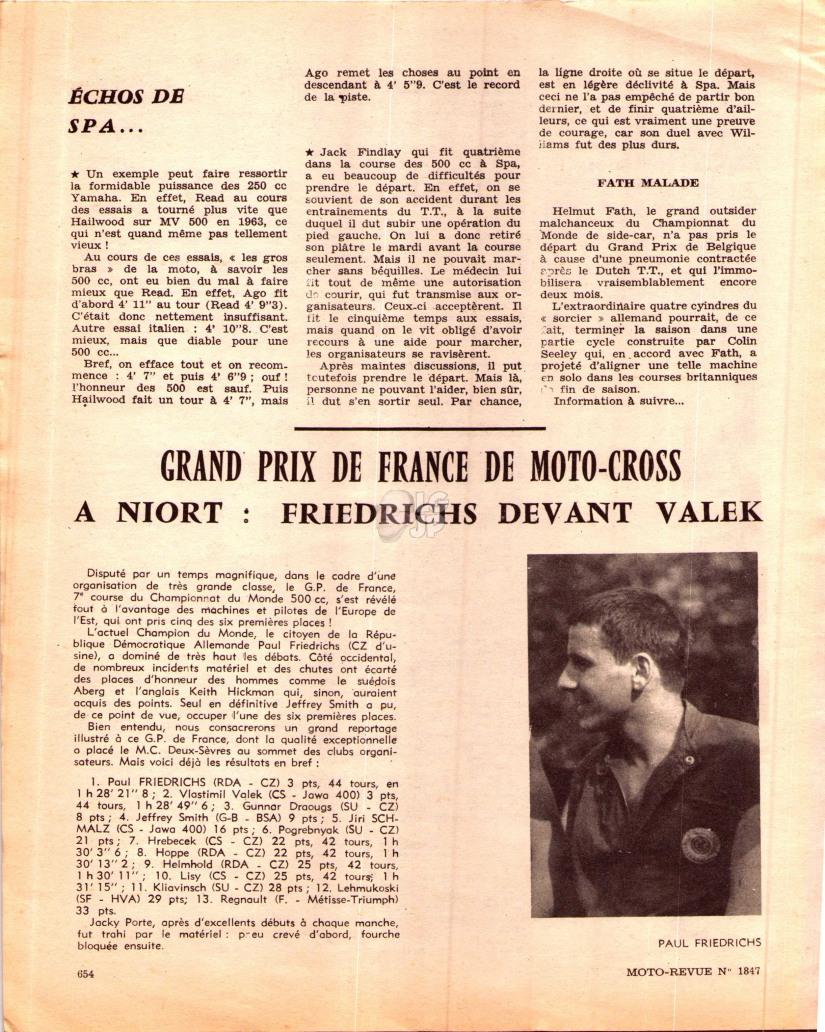 ÉCHOS DE
SPA...
★ Un exemple peut faire ressortir
la formidable puissance des 250 cc
Yamaha. En effet, Read au cours
des essais a tourné plus vite que
Hailwood sur MV 500 en 1963, ce
qui n'est quand même pas tellement
vieux !
Au cours de ces essais, « les gros
bras » de la moto, à savoir les
500 cc, ont eu bien du mal à faire
mieux que Read. En effet, Ago fit
d'abord 4' 11" au tour (Read 4' 9"3).
C'était donc nettement insuffisant.
Autre essai italien : 4' 10"8. C'est
mieux, mais que diable pour une
500 cc...
Bref, on efface tout et on recom-
mence : 4' 7" et puis 4' 6"9 ; ouf !
l'honneur des 500 est sauf. Puis
Hailwood fait un tour à 4' 7", mais
Ago remet les choses au point en
descendant à 4' 5"9. C'est le record
de la piste.
★ Jack Findlay qui fit quatrième
dans la course des 500 cc à Spa,
a eu beaucoup de difficultés pour
prendre le départ. En effet, on se
souvient de son accident durant les
entraînements du T.T., à la suite
duquel il dut subir une opération du
pied gauche. On lui a donc retiré
son plâtre le mardi avant la course
seulement. Mais il ne pouvait mar-
cher sans béquilles. Le médecin lui
fit tout de même une autorisation
de courir, qui fut transmise aux or-
ganisateurs. Ceux-ci acceptèrent. Il
fit le cinquième temps aux essais,
mais quand on le vit obligé d'avoir
recours à une aide pour marcher,
les organisateurs se ravisèrent.
Après maintes discussions, il put
toutefois prendre le départ. Mais là,
personne ne pouvant l'aider, bien sûr,
il dut s'en sortir seul. Par chance,
la ligne droite où se situe le départ,
est en légère déclivité à Spa. Mais
ceci ne l'a pas empêché de partir bon
dernier, et de finir quatrième d'ail-
leurs, ce qui est vraiment une preuve
de courage, car son duel avec Wil-
liams fut des plus durs.
FATH MALADE
Helmut Fath, le grand outsider
malchanceux du Championnat du
Monde de side-car, n'a pas pris le
départ du Grand Prix de Belgique
à cause d'une pneumonie contractée
après le Dutch T.T., et qui l'immo-
bilisera vraisemblablement encore
deux mois.
L'extraordinaire quatre cyindres du
« sorcier » allemand pourrait, de ce
fait, terminer la saison dans une
partie cycle construite par Colin
Seeley qui, en accord avec Fath, a
projeté d'aligner une telle machine
en solo dans les courses britanniques
fin de saison.
Information à suivre...
GRAND PRIX DE FRANCE DE MOTO-CROSS
A NIORT : FRIEDRICHS DEVANT VALEK
Disputé par un temps magnifique, dans le cadre d'une
organisation de très grande classe, le G.P. de France,
7e course du Championnat du Monde 500 cc, s'est révélé
tout à l'avantage des machines et pilotes de l'Europe de
l'Est, qui ont pris cinq des six premières places !
L'actuel Champion du Monde, le citoyen de la Répu-
blique Démocratique Allemande Paul Friedrichs (CZ d'u-
sine), a dominé de très haut les débats. Côté occidental,
de nombreux incidents matériel et des chutes ont écarté
des places d'honneur des hommes comme le suédois
Aberg et l'anglais Keith Hickman qui, sinon, auraient
acquis des points. Seul en définitive Jeffrey Smith a pu,
de ce point de vue, occuper l'une des six premières places.
Bien entendu, nous consacrerons un grand reportage
illustré à ce G.P. de France, dont la qualité exceptionnelle
a placé le M.C. Deux-Sèvres au sommet des clubs organi-
sateurs. Mais voici déjà les résultats en bref :
1. Paul FRIEDRICHS (RDA - CZ) 3 pts, 44 tours, en
1 h 28' 21" 8 ; 2. Vlastimil Valek (CS - Jawa 400) 3 pts,
44 tours, 1 h 28' 49" 6 ; 3. Gunnar Draougs (SU - CZ)
8 pts ; 4. Jeffrey Smith (G-B - BSA) 9 pts ; 5. Jiri SCH-
MALZ (CS - Jawa 400) 16 pts ; 6. Pogrebnyak (SU - CZ)
21 pts ; 7. Hrebecek (CS - CZ) 22 pts, 42 tours, 1 h
30' 3" 6 ; 8. Hoppe (RDA - CZ) 22 pts, 42 tours, 1 h
30' 13" 2 ; 9. Helmhold (RDA - CZ) 25 pts, 42 tours,
1 h 30' 11" ; 10. Lisy (CS - CZ) 25 pts, 42 tours; 1 h
31' 15" ; 11. Kliavinsch (SU - CZ) 28 pts ; 12. Lehmukoski
(SF - HVA) 29 pts; 13. Regnault (F. - Métisse-Triumph)
33 pts.
Jacky Porte, après d'excellents débuts à chaque manche,
fut trahi par le matériel : pneu crevé d'abord, fourche
bloquée ensuite.
PAUL FRIEDRICHS
654
MOTO-REVUE N° 1847